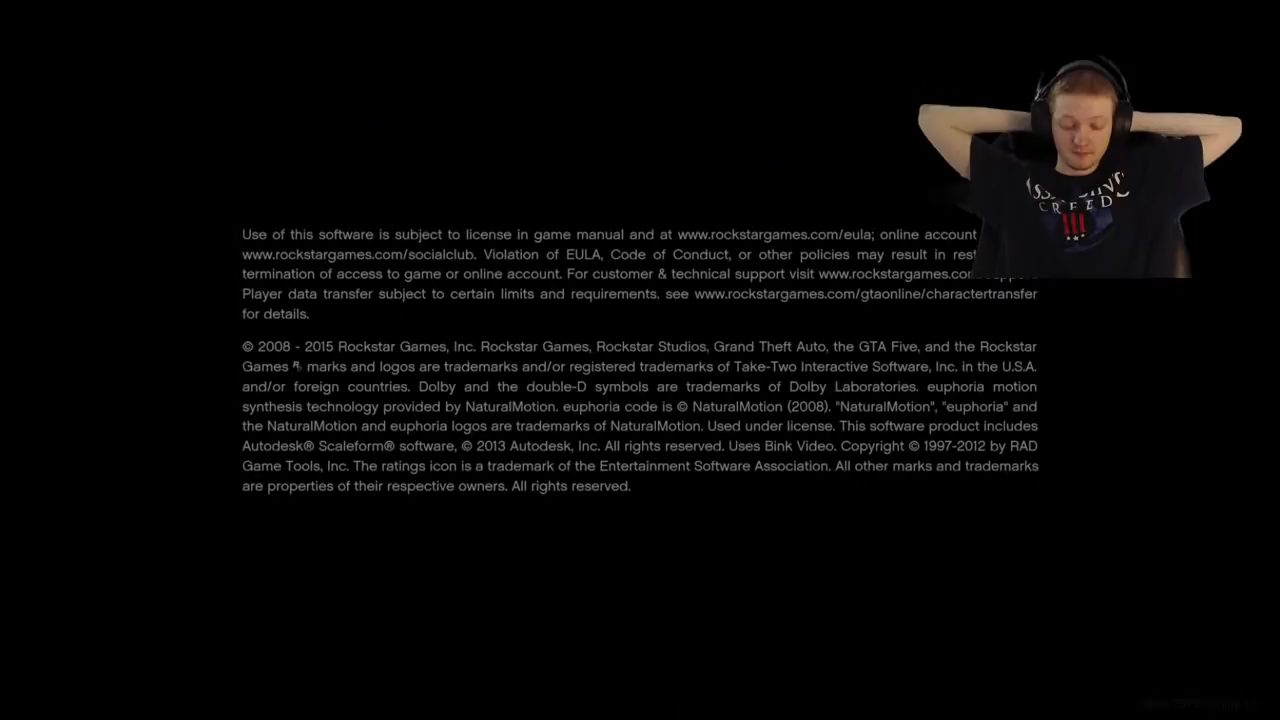 Use of this software is subject to license in game manual and at www.rockstargames.com/eula; online account
www.rockstargames.com/socialclub. Violation of EULA, Code of Conduct, or other policies may result in
termination of access to game or online account. For customer & technical support visit
Player data transfer subject to certain limits and requirements, see www.rockstargames.com/gtaonline/charactertransfer
for details.
© 2008 - 2015 Rockstar Games, Inc. Rockstar Games, Rockstar Studios, Grand Theft Auto, the GTA Five, and the Rockstar
Games R* marks and logos are trademarks and/or registered trademarks of Take-Two Interactive Software, Inc. in the U.S.A.
and/or foreign countries. Dolby and the double-D symbols are trademarks of Dolby Laboratories. euphoria motion
synthesis technology provided by NaturalMotion. euphoria code is © NaturalMotion (2008). "NaturalMotion", "euphoria" and
the NaturalMotion and euphoria logos are trademarks of NaturalMotion. Used under license. This software product includes
Autodesk® Scaleform® software, © 2013 Autodesk, Inc. All rights reserved. Uses Bink Video. Copyright © 1997-2012 by RAD
Game Tools, Inc. The ratings icon is a trademark of the Entertainment Software Association. All other marks and trademarks
are properties of their respective owners. All rights reserved.
CREED
III